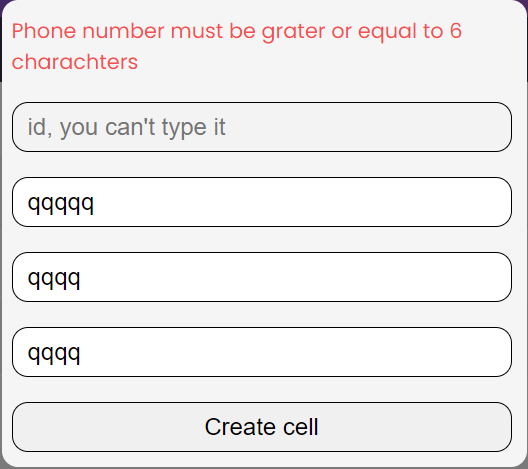 Phone number must be grater or equal to 6
charachters
id, you can't type it
qqqqq
qqqq
qqqq
Create cell